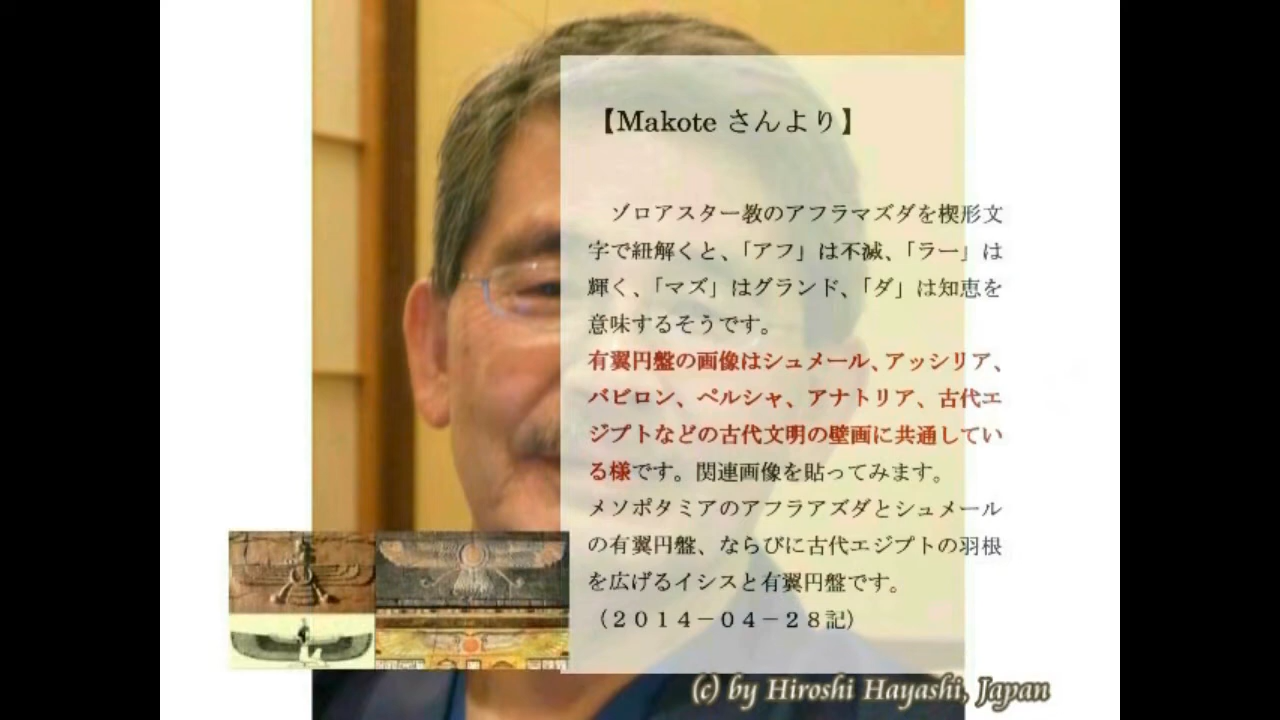 【Makote さんより】
ゾロアスター教のアフラマズダを楔形文
字で紐解くと、「アフ」は不滅、「ラー」は
輝く、「マズ」はグランド、「ダ」は知恵を
意味するそうです。
有翼円盤の画像はシュメール、アッシリア、
バビロン、ペルシャ、アナトリア、古代エ
ジプトなどの古代文明の壁画に共通してい
る様です。関連画像を貼ってみます。
メソポタミアのアフラアズダとシュメール
の有翼円盤、ならびに古代エジプトの羽根
を広げるイシスと有翼円盤です。
（２０１４－０４－２８記）
(c) by Hiroshi Hayashi, Japan